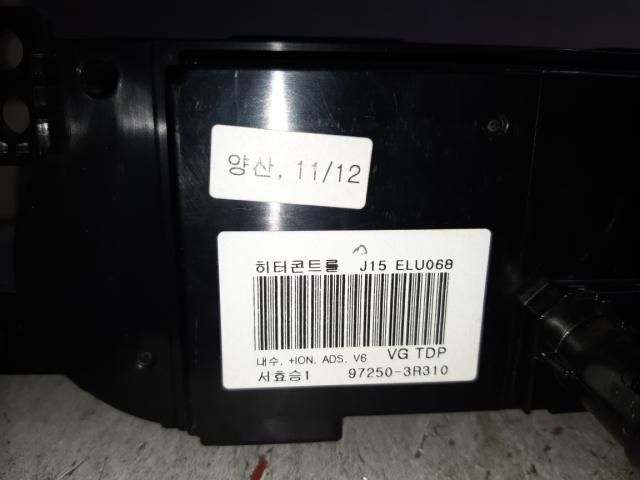 양산, 11/12
히터콘트롤 J15 ELU068
내수, +ION, ADS, V6 VG TDP
서효승1 97250-3R310